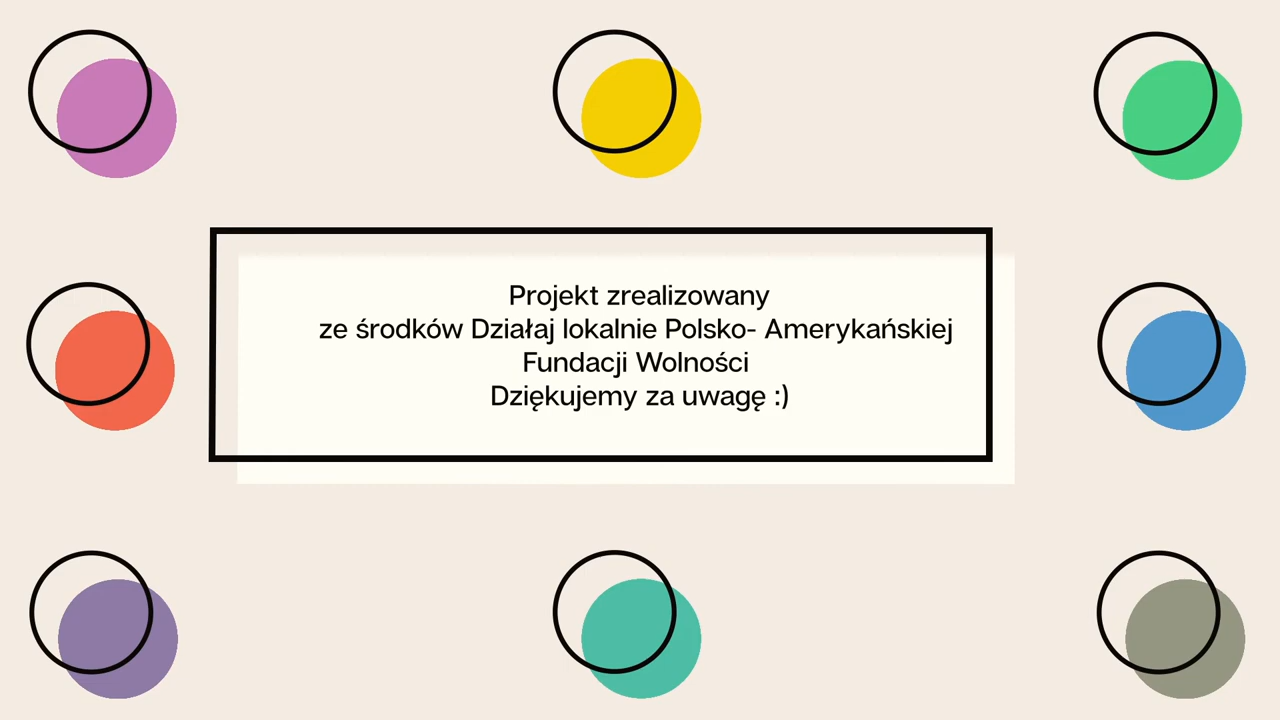 Projekt zrealizowany
ze środków Działaj lokalnie Polsko- Amerykańskiej
Fundacji Wolności
Dziękujemy za uwagę :)